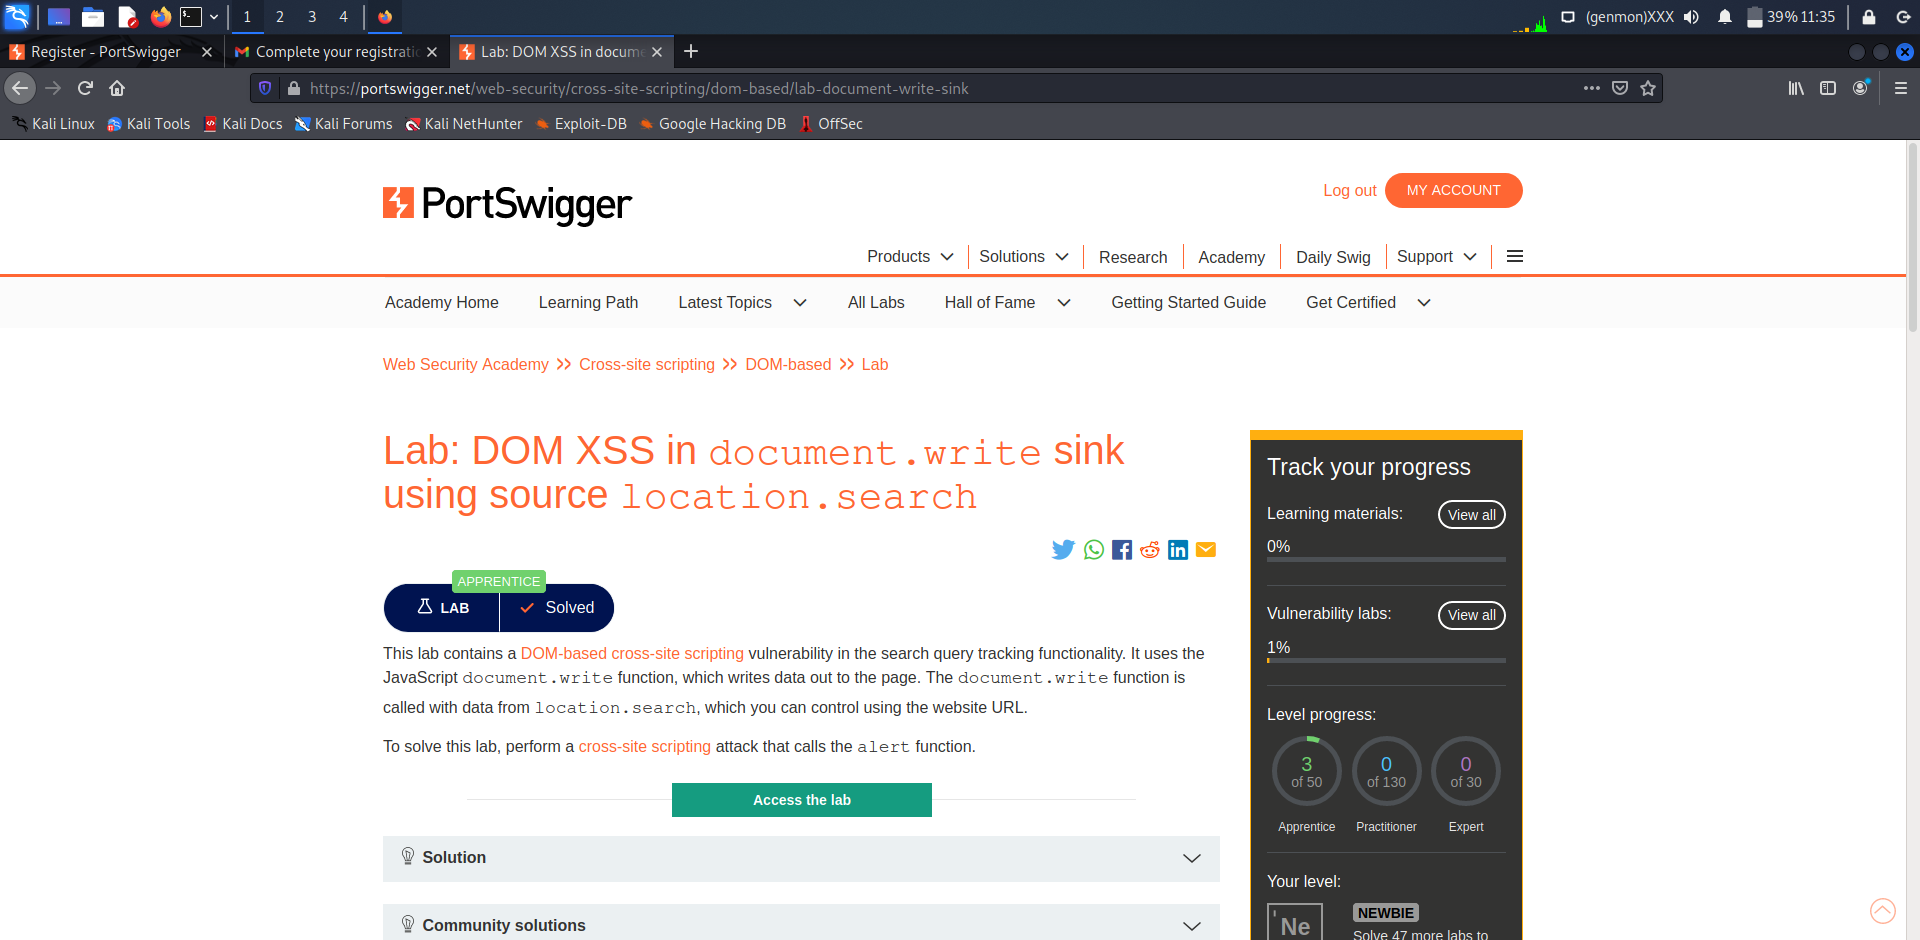 1 2 3 4 (genmon)XXX 39% 11:35
Register - PortSwigger Complete your registrati Lab: DOM XSS in docume
https://portswigger.net/web-security/cross-site-scripting/dom-based/lab-document-write-sink
Kali Linux Kali Tools Kali Docs Kali Forums Kali NetHunter Exploit-DB Google Hacking DB OffSec
PortSwigger
Log out MY ACCOUNT
Products Solutions Research Academy Daily Swig Support
Academy Home Learning Path Latest Topics All Labs Hall of Fame Getting Started Guide Get Certified
Web Security Academy Cross-site scripting DOM-based Lab
Lab: DOM XSS in document.write sink
using source location.search
APPRENTICE
LAB Solved
This lab contains a DOM-based cross-site scripting vulnerability in the search query tracking functionality. It uses the
JavaScript document.write function, which writes data out to the page. The document.write function is
called with data from location.search, which you can control using the website URL.
To solve this lab, perform a cross-site scripting attack that calls the alert function.
Access the lab
Solution
Community solutions
Track your progress
Learning materials: View all
0%
Vulnerability labs: View all
1%
Level progress:
3 0 0
of 50 of 130 of 30
Apprentice Practitioner Expert
Your level:
Ne NEWBIE
Solve 47 more labs to